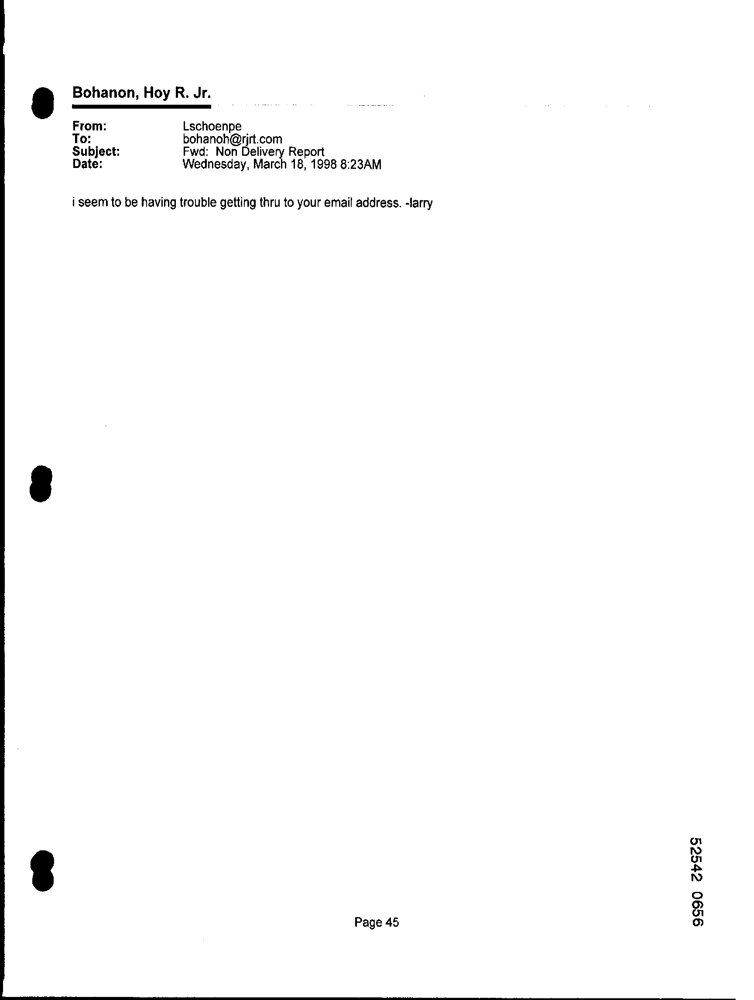 Bohanon, Hoy R. Jr.
From: Lschoenpe
To: bohanoh@rjrt.com
Subject: Fwd: Non Delivery Report
Date: Wednesday, March 18, 1998 8:23AM
i seem to be having trouble getting thru to your email address. -larry
52542 0656
Page 45